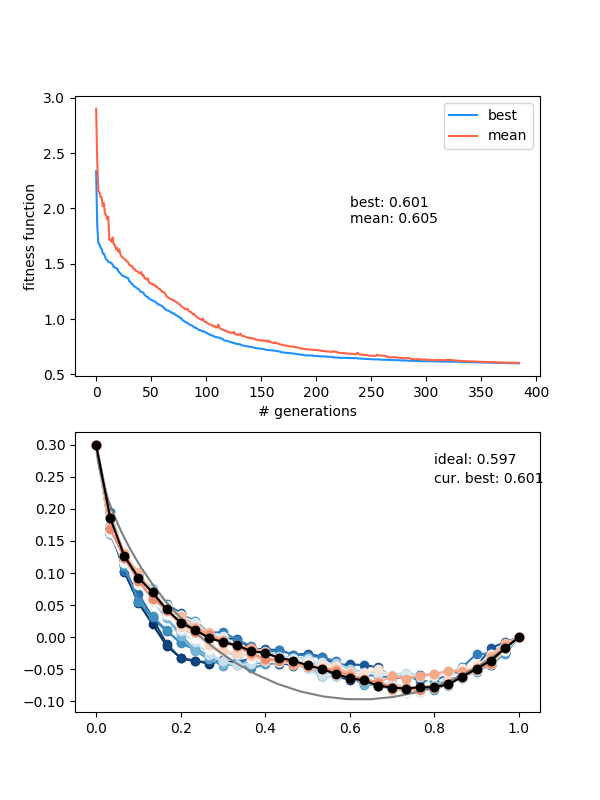 3.0
2.5
2.0
1.5
1.0
0.5
fitness function
best
mean
best: 0.601
mean: 0.605
0 50 100 150 200 250 300 350 400
# generations
0.30
0.25
0.20
0.15
0.10
0.05
0.00
−0.05
−0.10
ideal: 0.597
cur. best: 0.601
0.0 0.2 0.4 0.6 0.8 1.0